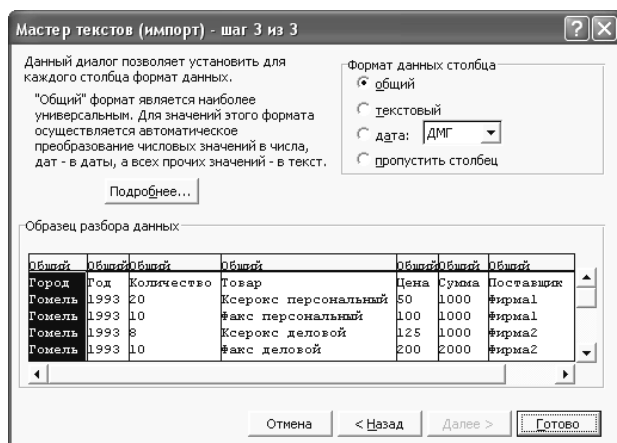 Мастер текстов (импорт) - шаг 3 из 3
Данный диалог позволяет установить для
каждого столбца формат данных.
"Общий" формат является наиболее
универсальным. Для значений этого формата
осуществляется автоматическое
преобразование числовых значений в числа,
дат - в даты, а всех прочих значений - в текст.
Подробнее...
Формат данных столбца
общий
текстовый
дата: ДМГ
пропустить столбец
Образец разбора данных
Общий Общий Общий Общий Общий Общий Общий
Город Год Количество Товар Цена Сумма Поставщик
Гомель 1993 20 Ксерокс персональный 50 1000 Фирма1
Гомель 1993 10 Факс персональный 100 1000 Фирма1
Гомель 1993 8 Ксерокс деловой 125 1000 Фирма2
Гомель 1993 10 Факс деловой 200 2000 Фирма2
Отмена < Назад Далее > Готово